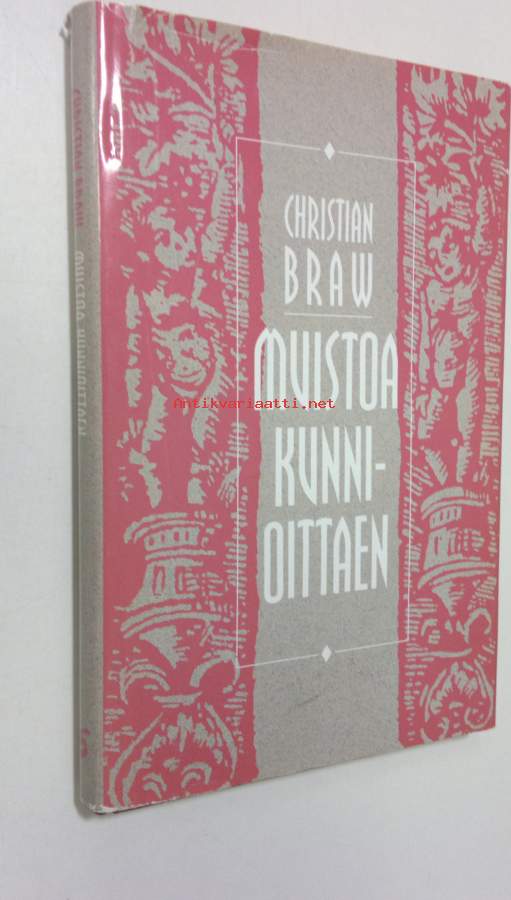 CHRISTIAN
BRAW
MUISTOA
KUNNI-
OITTAEN
Antikvariaatti.net
CHRISTIAN BRAW MUISTOA KUNNIOITTAEN